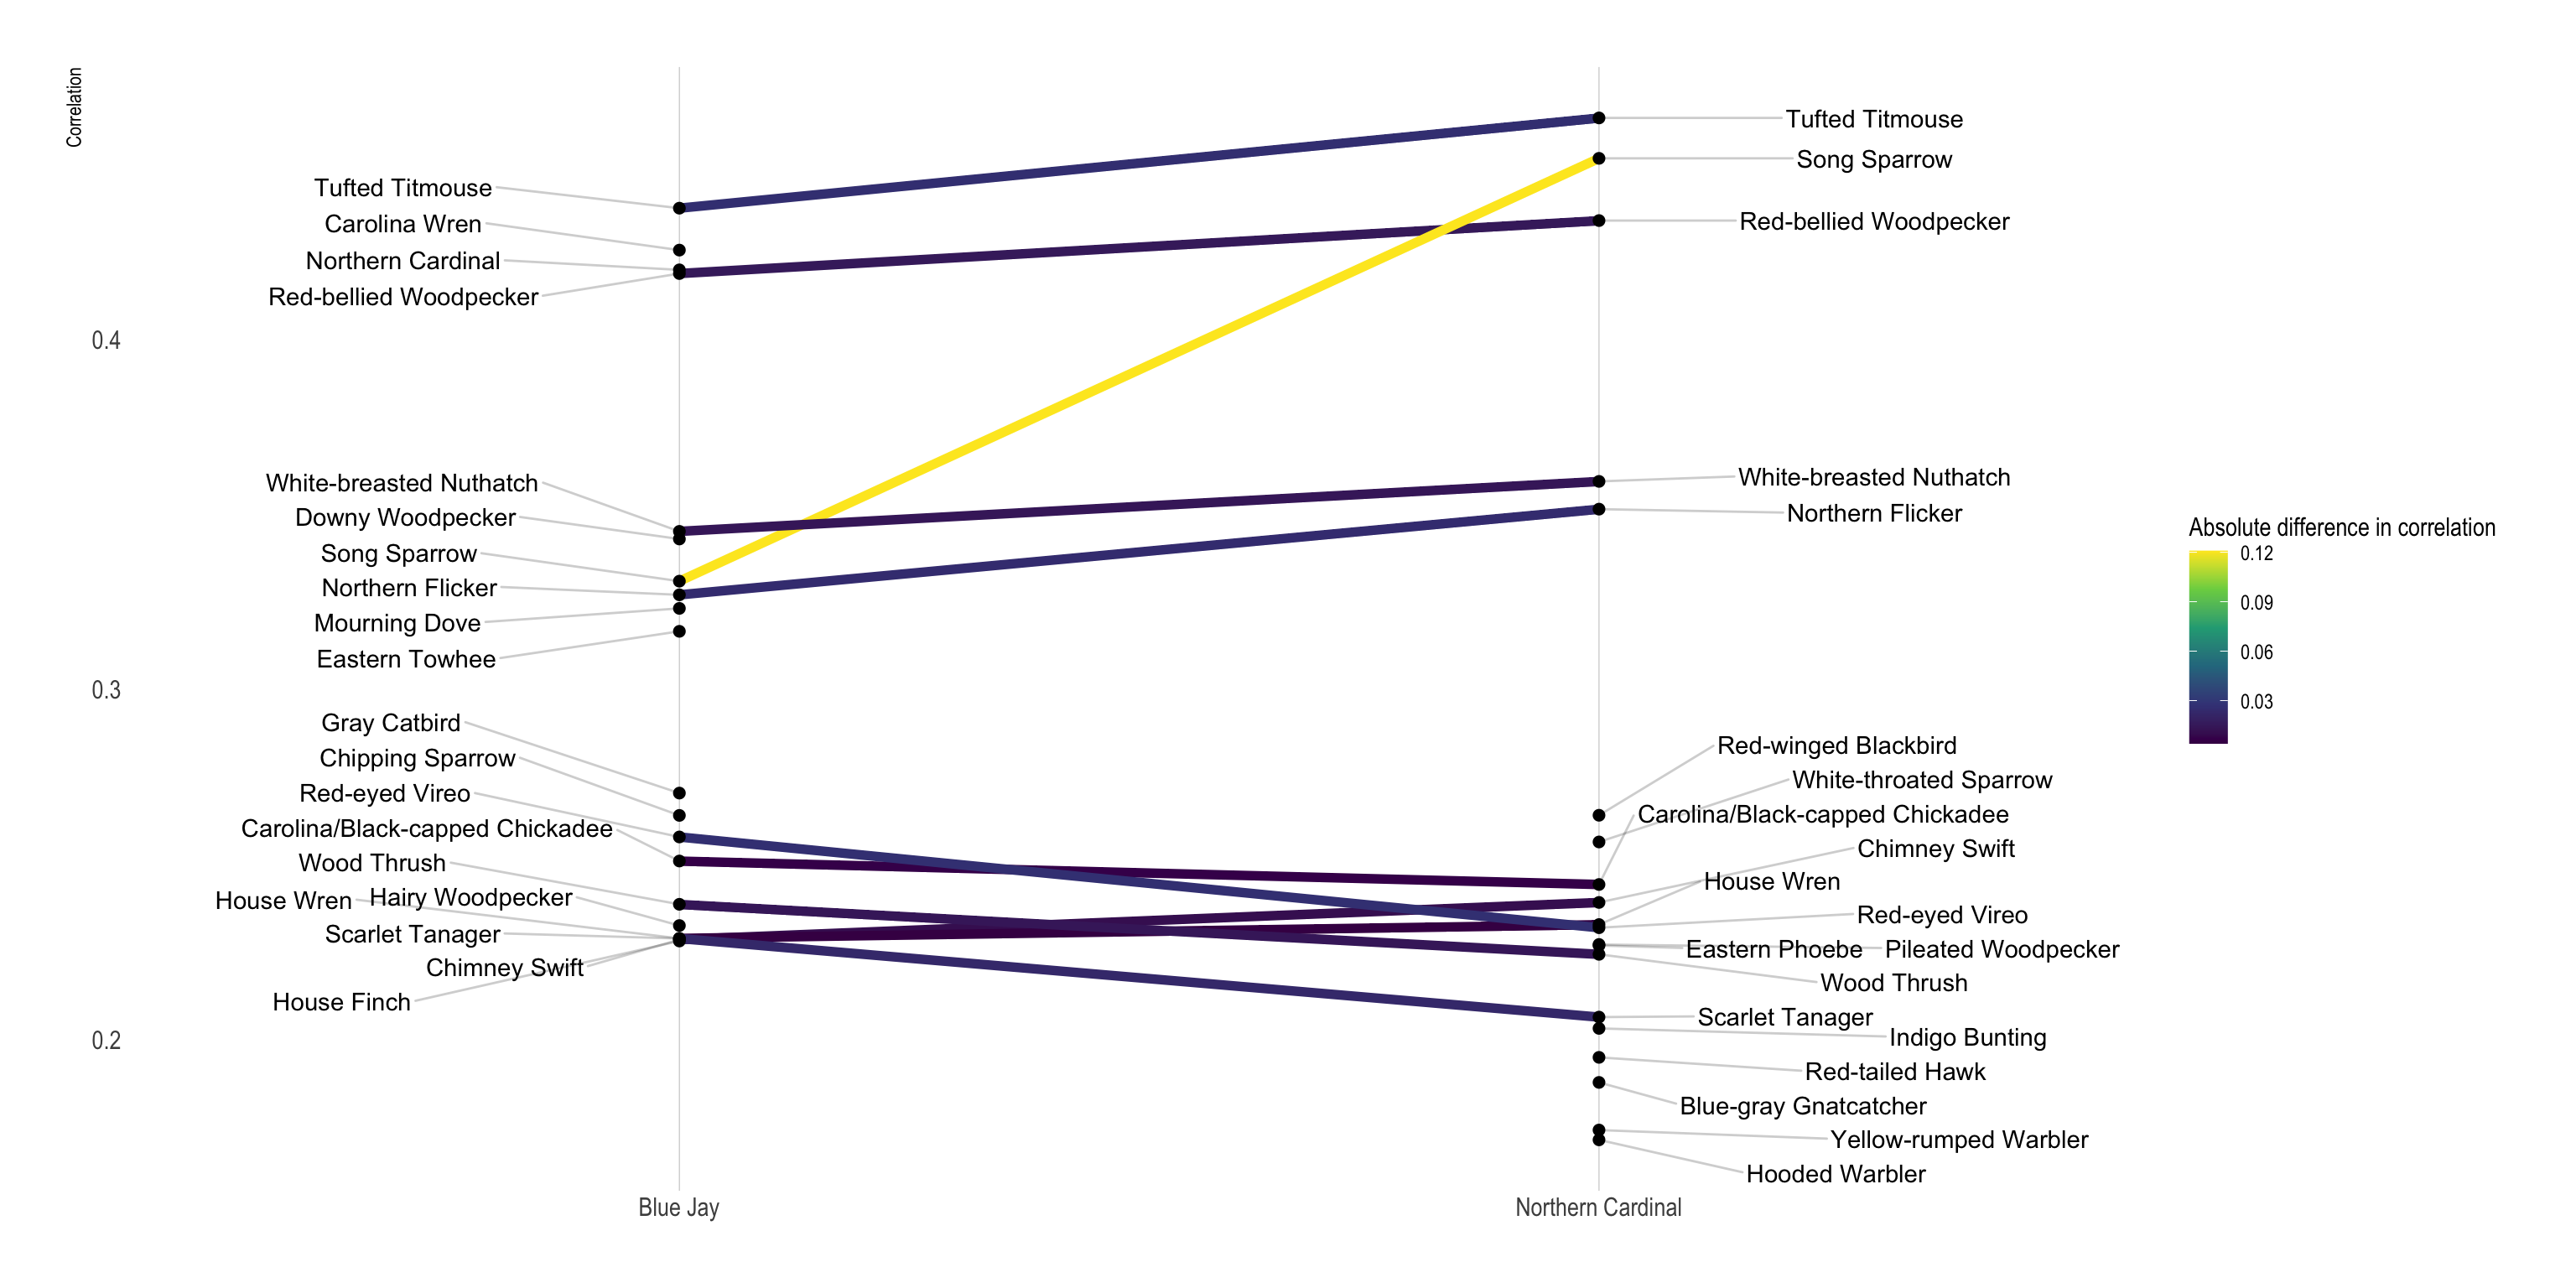 Correlation
0.4
0.3
0.2
Tufted Titmouse
Carolina Wren
Northern Cardinal
Red-bellied Woodpecker
White-breasted Nuthatch
Downy Woodpecker
Song Sparrow
Northern Flicker
Mourning Dove
Eastern Towhee
Gray Catbird
Chipping Sparrow
Red-eyed Vireo
Carolina/Black-capped Chickadee
Wood Thrush
House Wren Hairy Woodpecker
Scarlet Tanager
Chimney Swift
House Finch
Tufted Titmouse
Song Sparrow
Red-bellied Woodpecker
White-breasted Nuthatch
Northern Flicker
Red-winged Blackbird
White-throated Sparrow
Carolina/Black-capped Chickadee
Chimney Swift
House Wren
Red-eyed Vireo
Eastern Phoebe Pileated Woodpecker
Wood Thrush
Scarlet Tanager
Indigo Bunting
Red-tailed Hawk
Blue-gray Gnatcatcher
Yellow-rumped Warbler
Hooded Warbler
Blue Jay
Northern Cardinal
Absolute difference in correlation
0.12
0.09
0.06
0.03